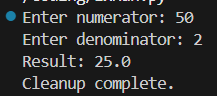 Enter numerator: 50
Enter denominator: 2
Result: 25.0
Cleanup complete.